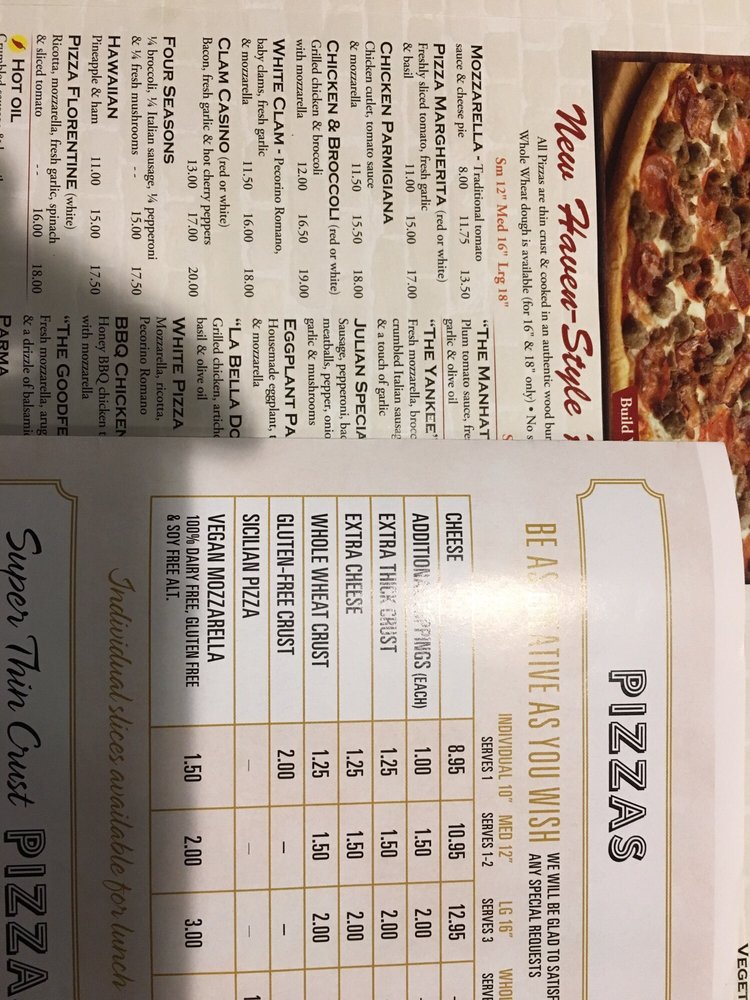 New Haven-Style
All Pizzas are thin crust & cooked in an authentic wood bur
Whole Wheat dough is available (for 16" & 18" only) • No s
Build
Sm 12" Med 16" Lrg 18"
MOZZARELLA - Traditional tomato
sauce & cheese pie 8.00 11.75 13.50
PIZZA MARGHERITA (red or white)
Freshly sliced tomato, fresh garlic
& basil 11.00 15.00 17.00
CHICKEN PARMIGIANA
Chicken cutlet, tomato sauce
& mozzarella 11.50 15.50 18.00
CHICKEN & BROCCOLI (red or white)
Grilled chicken & broccoli
with mozzarella 12.00 16.50 19.00
WHITE CLAM - Pecorino Romano,
baby clams, fresh garlic
& mozzarella 11.50 16.00 18.00
CLAM CASINO (red or white)
Bacon, fresh garlic & hot cherry peppers
13.00 17.00 20.00
FOUR SEASONS
¼ broccoli, ¼ Italian sausage, ¼ pepperoni
& ¼ fresh mushrooms -- 15.00 17.50
HAWAIIAN
Pineapple & ham 11.00 15.00 17.50
PIZZA FLORENTINE (white)
Ricotta, mozzarella, fresh garlic, spinach
& sliced tomato -- 16.00 18.00
HOT OIL
"THE MANHAT
Plum tomato sauce, fre
garlic & olive oil
"THE YANKEE"
Fresh mozzarella, brocc
crumbled Italian sausag
& a touch of garlic
JULIAN SPECIA
Sausage, pepperoni, bac
meatballs, pepper, onio
garlic & mushrooms
EGGPLANT PA
Housemade eggplant, t
& mozzarella
"LA BELLA DO
Grilled chicken, artich
basil & olive oil
WHITE PIZZA
Mozzarella, ricotta,
Pecorino Romano
BBQ CHICKEN
Honey BBQ chicken t
with mozzarella
"THE GOODFE
Fresh mozzarella, arug
& a drizzle of balsami
PARMA
VEGET
PIZZAS
BE AS CREATIVE AS YOU WISH WE WILL BE GLAD TO SATISF
ANY SPECIAL REQUESTS
INDIVIDUAL 10" MED 12" LG 16" WHO
SERVES 1 SERVES 1-2 SERVES 3 SERVE
CHEESE 8.95 10.95 12.95
ADDITIONAL TOPPINGS (EACH) 1.00 1.50 2.00
EXTRA THICK CRUST 1.25 1.50 2.00
EXTRA CHEESE 1.25 1.50 2.00
WHOLE WHEAT CRUST 1.25 1.50 2.00
GLUTEN-FREE CRUST 2.00 – –
SICILIAN PIZZA – – – 1
VEGAN MOZZARELLA
100% DAIRY FREE, GLUTEN FREE
& SOY FREE ALT. 1.50 2.00 3.00
Individual slices available for lunch
Super Thin Crust PIZZA